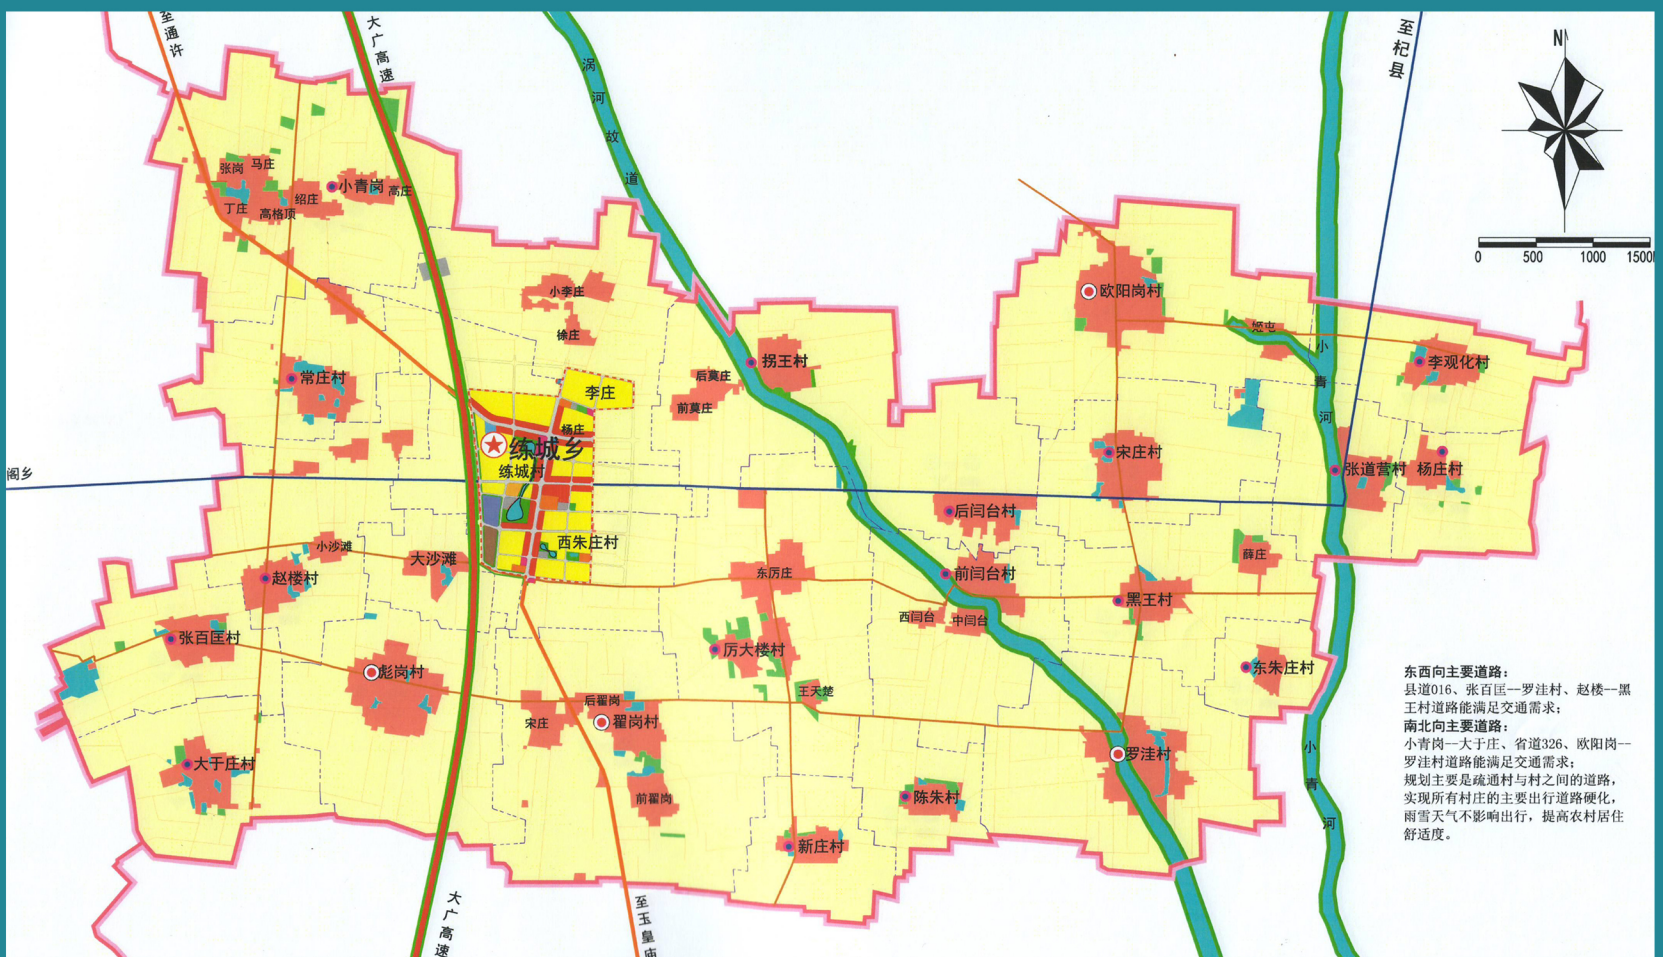 至通许
大广高速
涡河故道
至杞县
N
0 500 1000 1500
张岗
马庄
小青岗
高庄
绍庄
丁庄
高格顶
小李庄
徐庄
欧阳岗村
姬屯
小青河
李观化村
拐王村
后莫庄
前莫庄
常庄村
李庄
杨庄
练城乡
练城村
宋庄村
张道营村
杨庄村
阎乡
后闫台村
西朱庄村
小沙滩
大沙滩
赵楼村
东厉庄
前闫台村
薛庄
西闫台
中闫台
黑王村
张百匡村
厉大楼村
东朱庄村
彪岗村
王天楚
后翟岗
翟岗村
宋庄
罗洼村
大于庄村
前翟岗
陈朱村
新庄村
小青河
大广高速
至玉皇庙
东西向主要道路:
县道016、张百匡--罗洼村、赵楼--黑
王村道路能满足交通需求;
南北向主要道路:
小青岗--大于庄、省道326、欧阳岗--
罗洼村道路能满足交通需求;
规划主要是疏通村与村之间的道路,
实现所有村庄的主要出行道路硬化,
雨雪天气不影响出行，提高农村居住
舒适度。